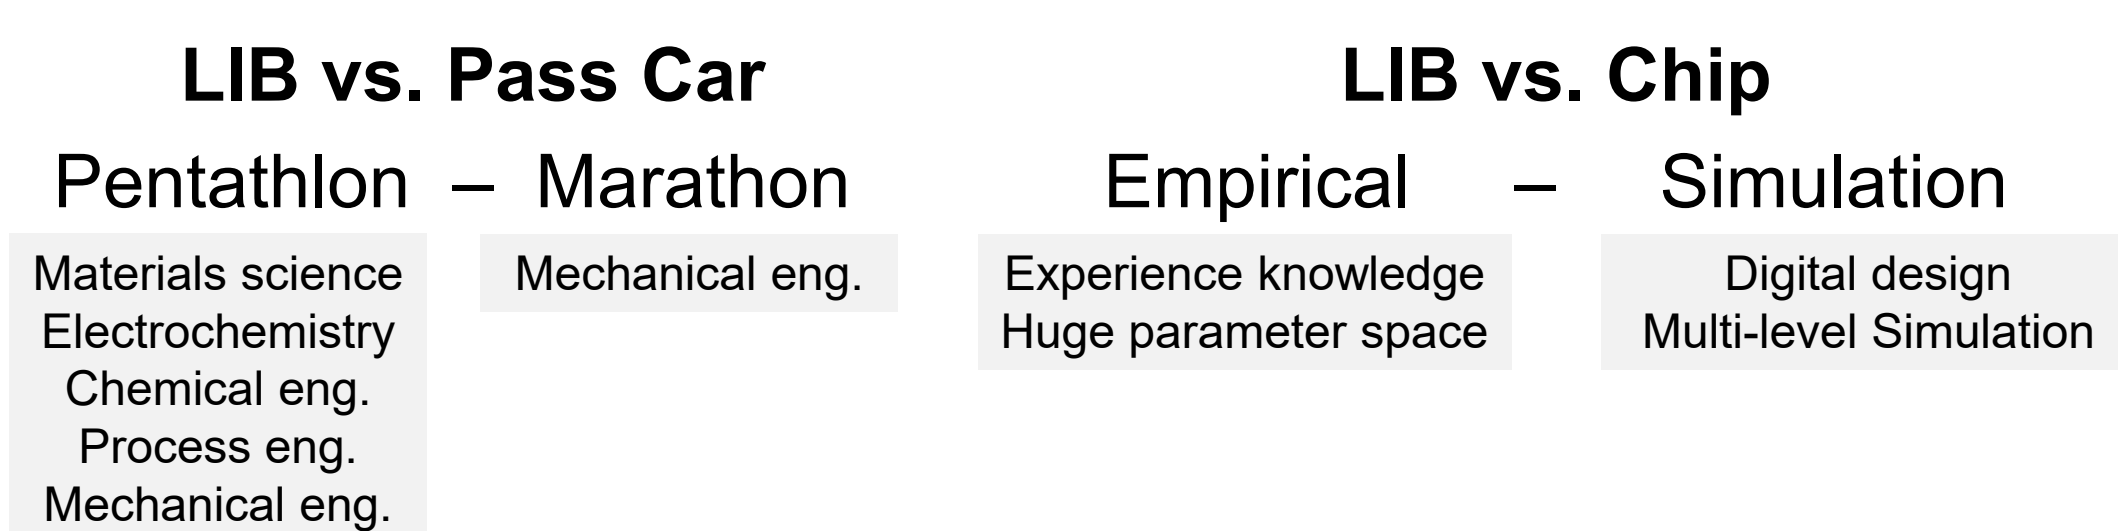 LIB vs. Pass Car
Pentathlon – Marathon
Materials science
Electrochemistry
Chemical eng.
Process eng.
Mechanical eng.
Mechanical eng.
LIB vs. Chip
Empirical – Simulation
Experience knowledge
Huge parameter space
Digital design
Multi-level Simulation